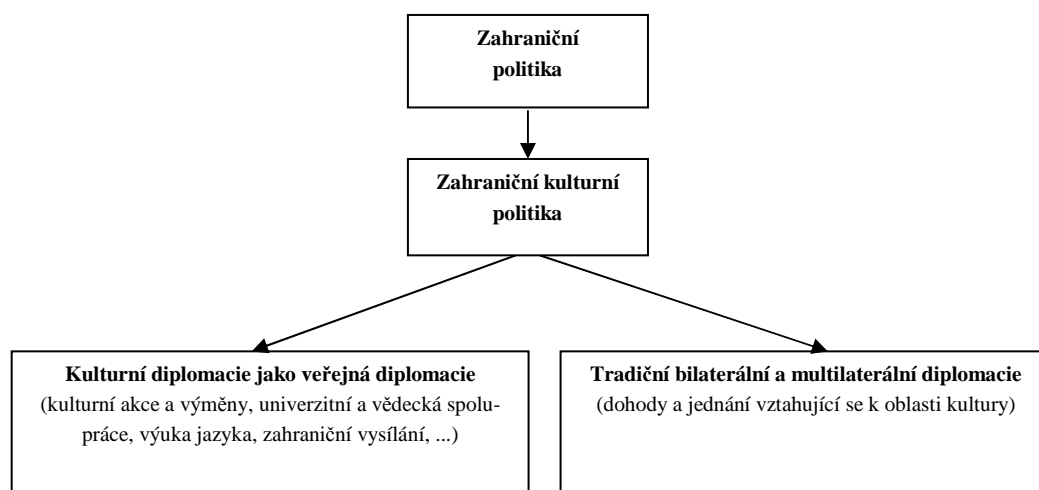 Zahraniční
politika
Zahraniční kulturní
politika
Kulturní diplomacie jako veřejná diplomacie
(kulturní akce a výměny, univerzitní a vědecká spolu-
práce, výuka jazyka, zahraniční vysílání, ...)
Tradiční bilaterální a multilaterální diplomacie
(dohody a jednání vztahující se k oblasti kultury)